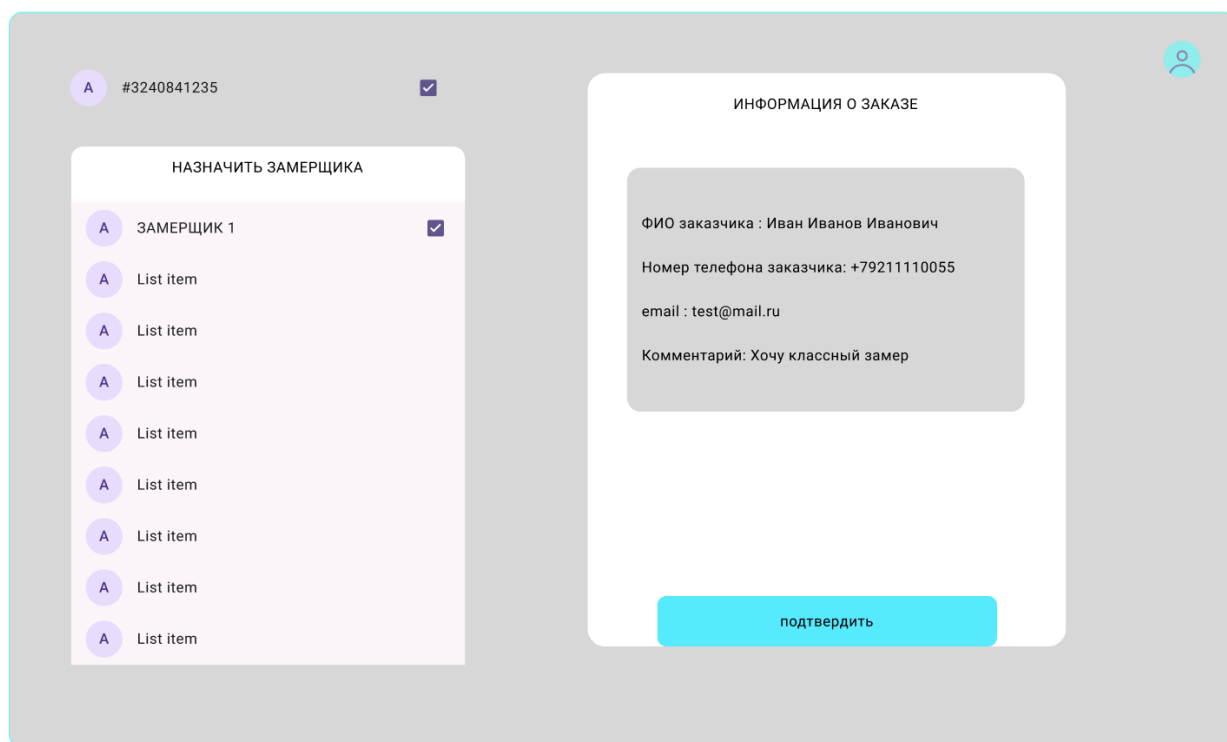 A #3240841235
НАЗНАЧИТЬ ЗАМЕРЩИКА
A ЗАМЕРЩИК 1
A List item
A List item
A List item
A List item
A List item
A List item
A List item
A List item
ИНФОРМАЦИЯ О ЗАКАЗЕ
ФИО заказчика : Иван Иванов Иванович
Номер телефона заказчика: +79211110055
email : test@mail.ru
Комментарий: Хочу классный замер
подтвердить